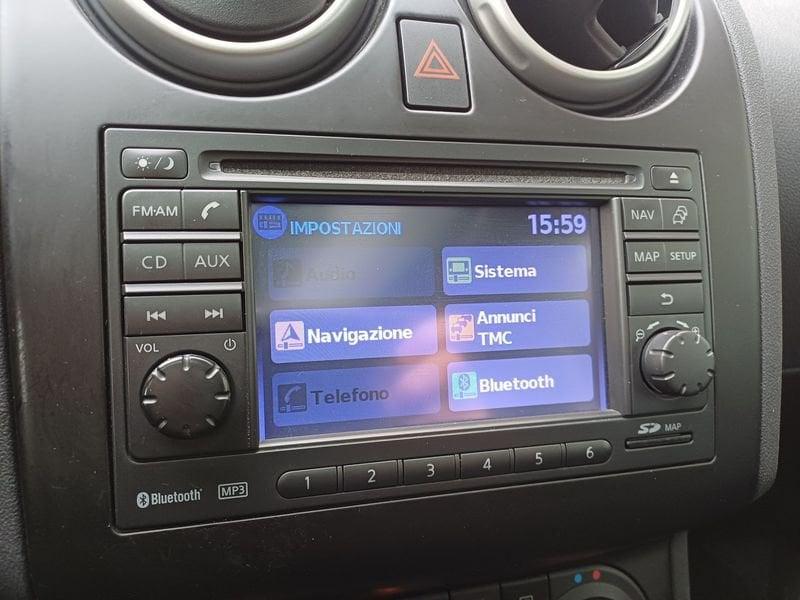 FM·AM
CD
AUX
VOL
IMPOSTAZIONI
15:59
Audio
Sistema
Navigazione
Annunci
TMC
Telefono
Bluetooth
NAV
MAP
SETUP
SD MAP
1 2 3 4 5 6
Bluetooth®
MP3